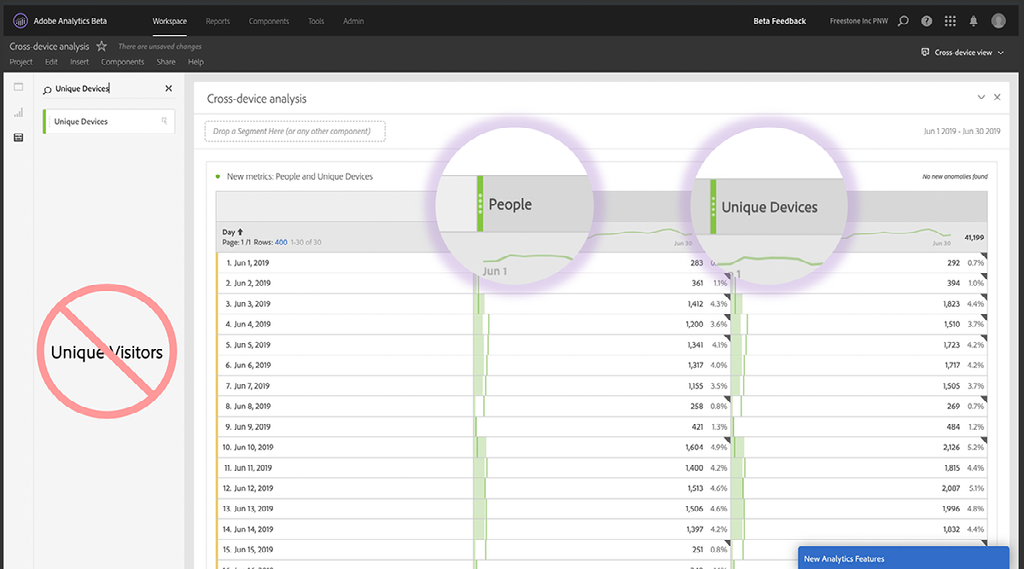 Adobe Analytics Beta
Workspace Reports Components Tools Admin
Beta Feedback Freestone Inc PNW
Cross-device analysis There are unsaved changes
Project Edit Insert Components Share Help
Cross-device view
Unique Devices
Unique Devices
Unique Visitors
Cross-device analysis
Drop a Segment Here (or any other component)
Jun 1 2019 - Jun 30 2019
New metrics: People and Unique Devices
No new anomalies found
People
Unique Devices
Day
Page: 1 /1 Rows: 400 1-30 of 30
Jun 30
Jun 30
41,199
Jun 1
1. Jun 1, 2019 283 292 0.7%
2. Jun 2, 2019 361 1.1% 394 1.0%
3. Jun 3, 2019 1,412 4.3% 1,823 4.4%
4. Jun 4, 2019 1,200 3.6% 1,510 3.7%
5. Jun 5, 2019 1,341 4.1% 1,723 4.2%
6. Jun 6, 2019 1,317 4.0% 1,717 4.2%
7. Jun 7, 2019 1,155 3.5% 1,505 3.7%
8. Jun 8, 2019 258 0.8% 269 0.7%
9. Jun 9, 2019 421 1.3% 484 1.2%
10. Jun 10, 2019 1,604 4.9% 2,126 5.2%
11. Jun 11, 2019 1,400 4.2% 1,815 4.4%
12. Jun 12, 2019 1,513 4.6% 2,087 5.1%
13. Jun 13, 2019 1,506 4.6% 1,996 4.8%
14. Jun 14, 2019 1,397 4.2% 1,832 4.4%
15. Jun 15, 2019 251 0.8%
New Analytics Features